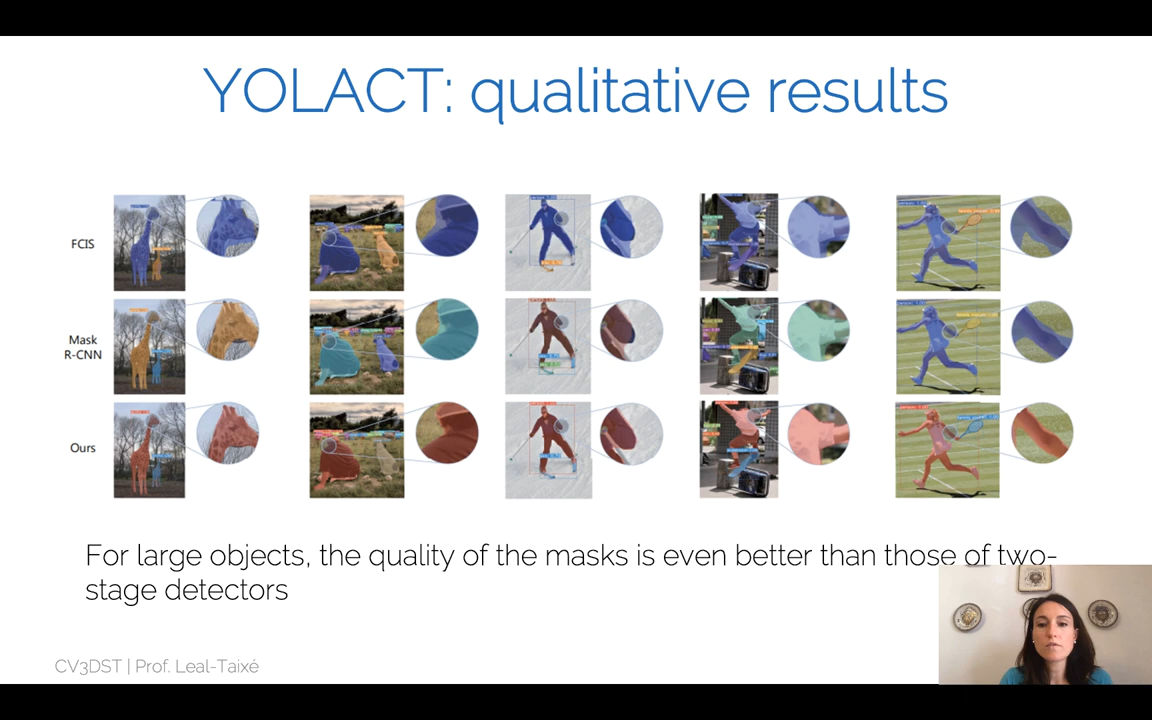 YOLACT: qualitative results
FCIS
Mask
R-CNN
Ours
For large objects, the quality of the masks is even better than those of two-
stage detectors
CV3DST | Prof. Leal-Taixé